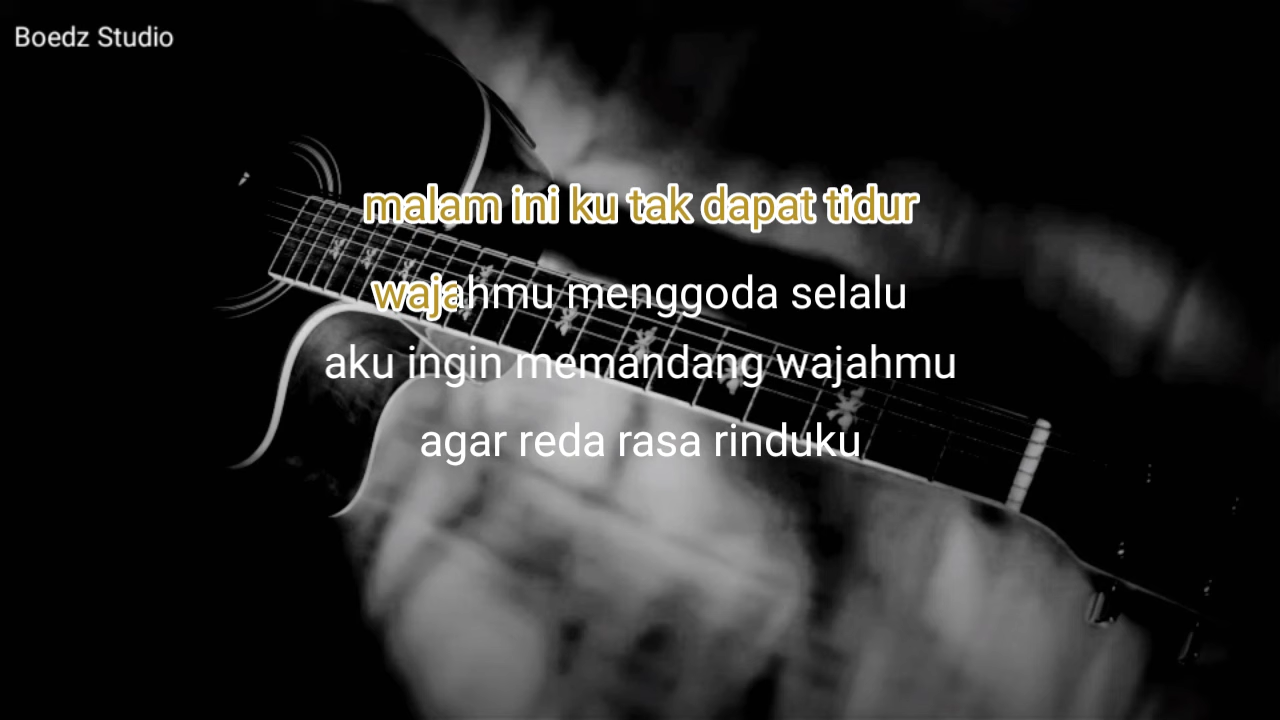 Boedz Studio
malam ini ku tak dapat tidur
wajahmu menggoda selalu
aku ingin memandang wajahmu
agar reda rasa rinduku